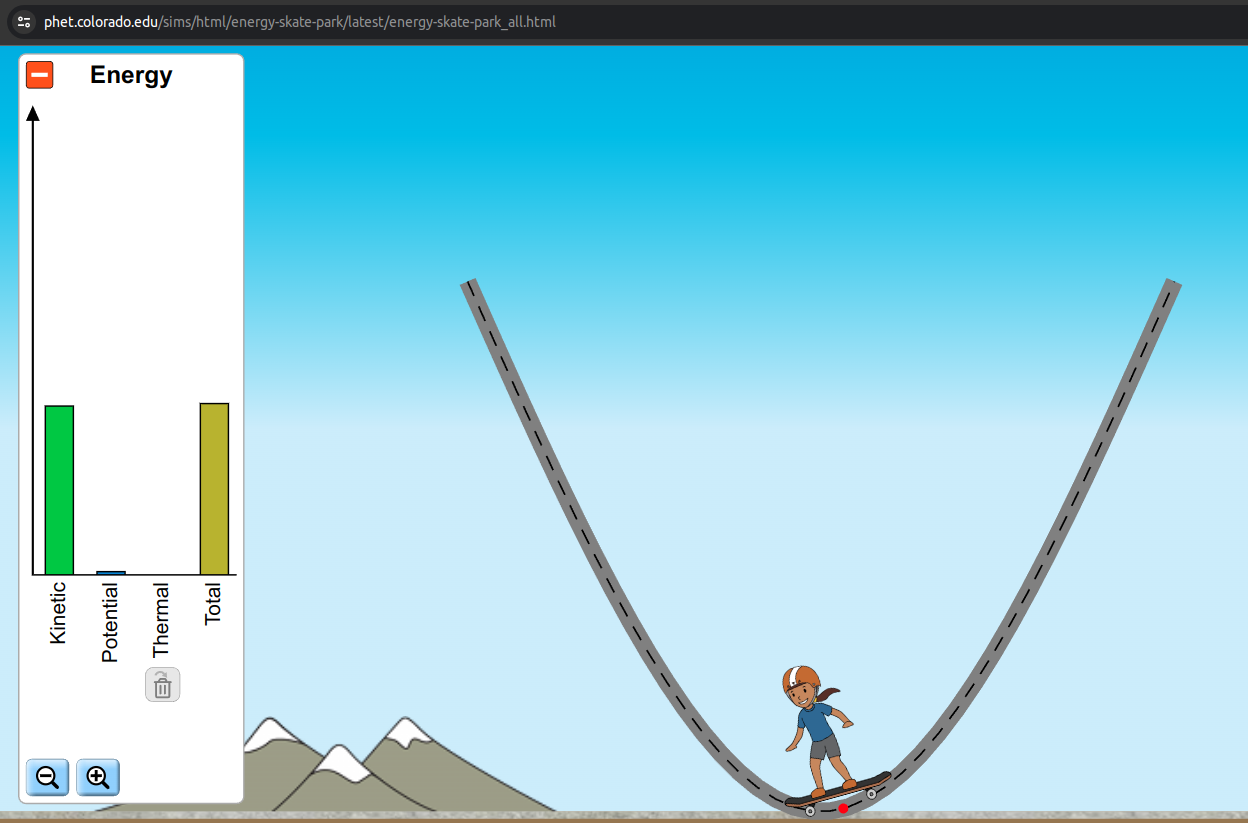 phet.colorado.edu/sims/html/energy-skate-park/latest/energy-skate-park_all.html
Energy
Kinetic
Potential
Thermal
Total